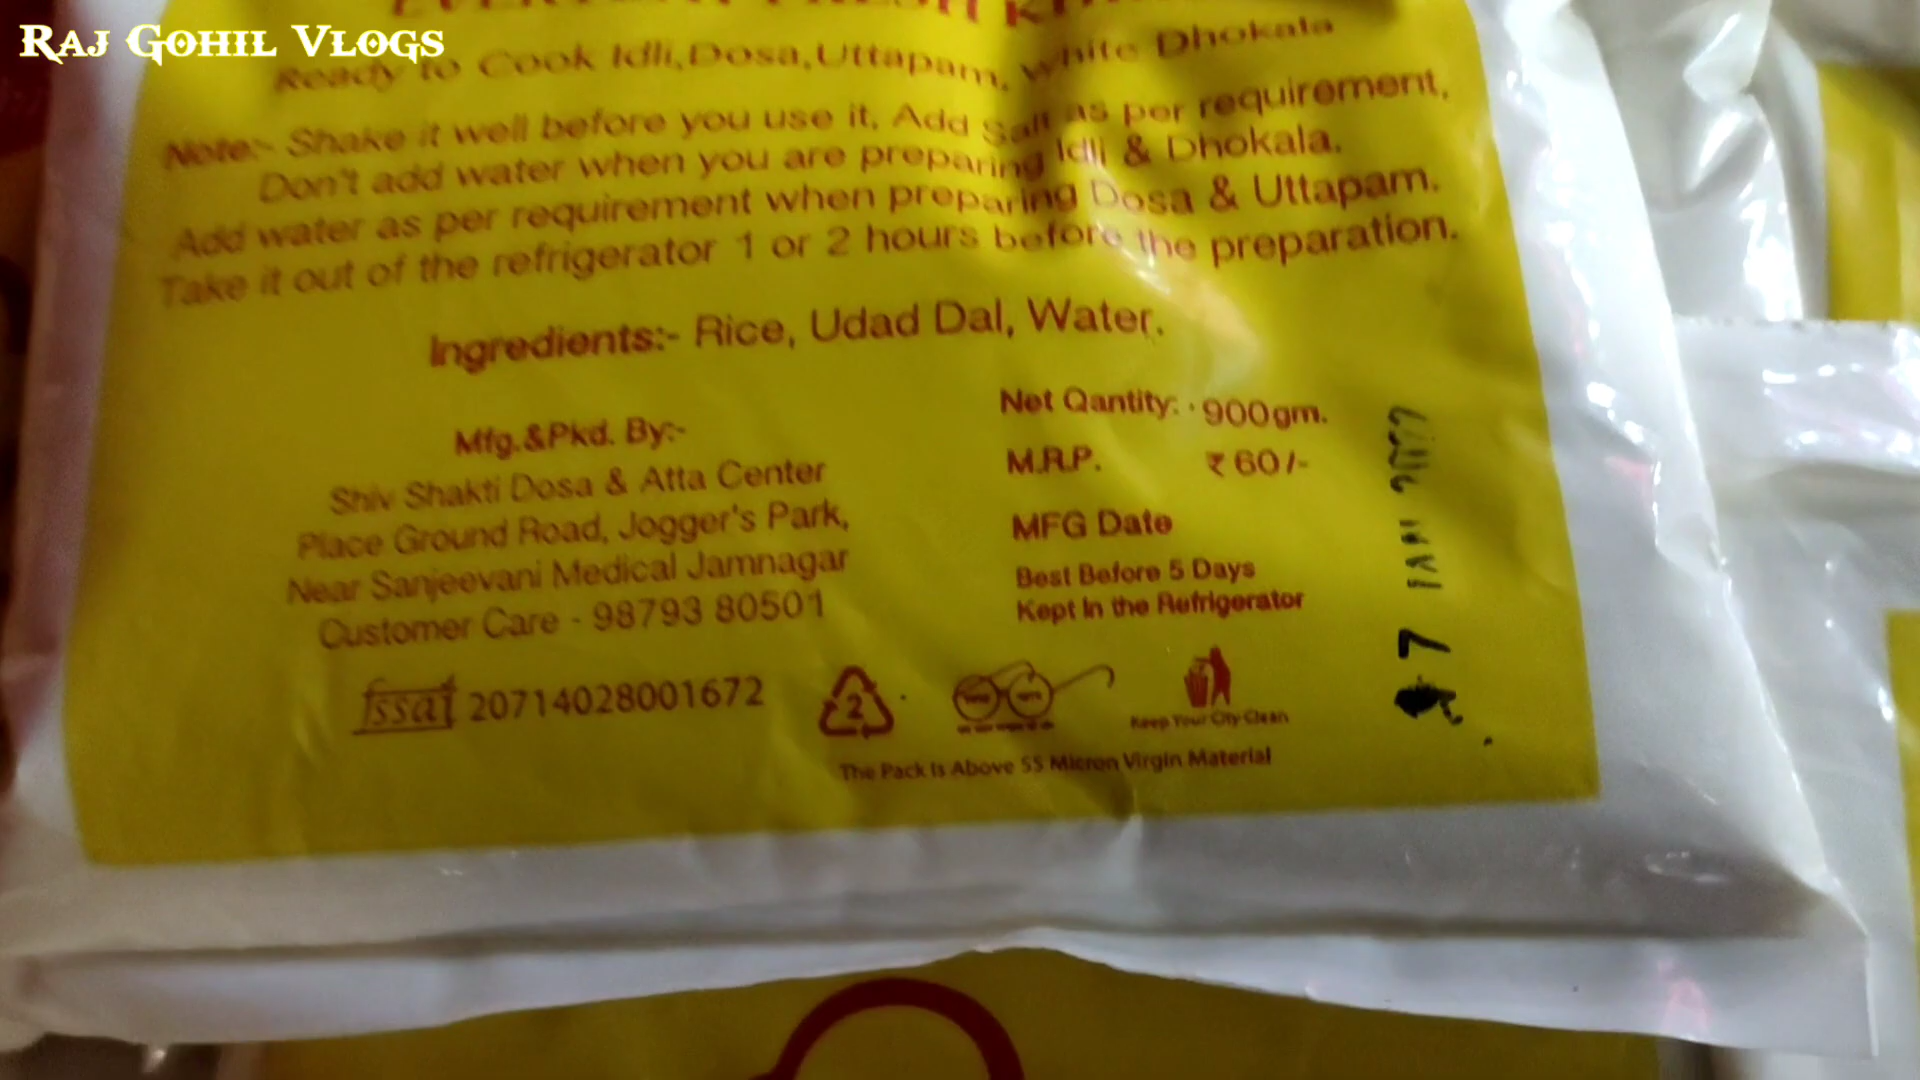 RAJ GOHIL VLOGS
Ready to Cook Idli,Dosa,Uttapam, White Dhokala
Note:- Shake it well before you use it. Add Salt as per requirement,
Don't add water when you are preparing Idli & Dhokala.
Add water as per requirement when preparing Dosa & Uttapam.
Take it out of the refrigerator 1 or 2 hours before the preparation.
Ingredients:- Rice, Udad Dal, Water.
Mfg.&Pkd. By:-
Shiv Shakti Dosa & Atta Center
Place Ground Road, Jogger's Park,
Near Sanjeevani Medical Jamnagar
Customer Care - 98793 80501
Net Qantity: 900gm.
M.R.P. ₹ 60/-
MFG Date
Best Before 5 Days
Kept In the Refrigerator
7 JAN 2022
fssai 20714028001672
2
Keep Your City Clean
The Pack Is Above 55 Micron Virgin Material